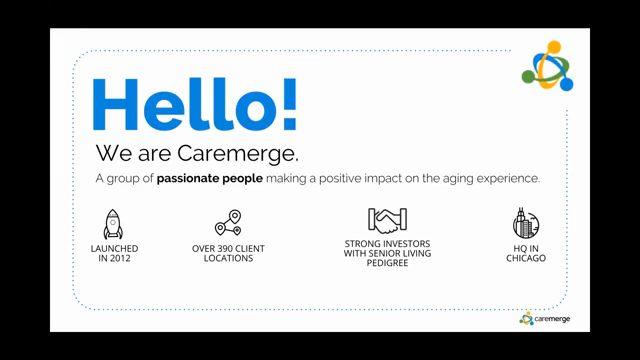 Hello!
We are Caremerge.
A group of passionate people making a positive impact on the aging experience.
LAUNCHED
IN 2012
OVER 390 CLIENT
LOCATIONS
STRONG INVESTORS
WITH SENIOR LIVING
PEDIGREE
HQ IN
CHICAGO
caremerge